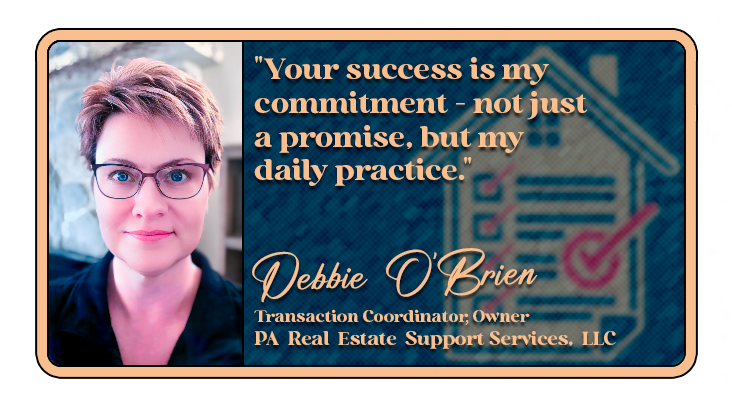 "Your success is my
commitment - not just
a promise, but my
daily practice."
Debbie O'Brien
Transaction Coordinator, Owner
PA Real Estate Support Services, LLC